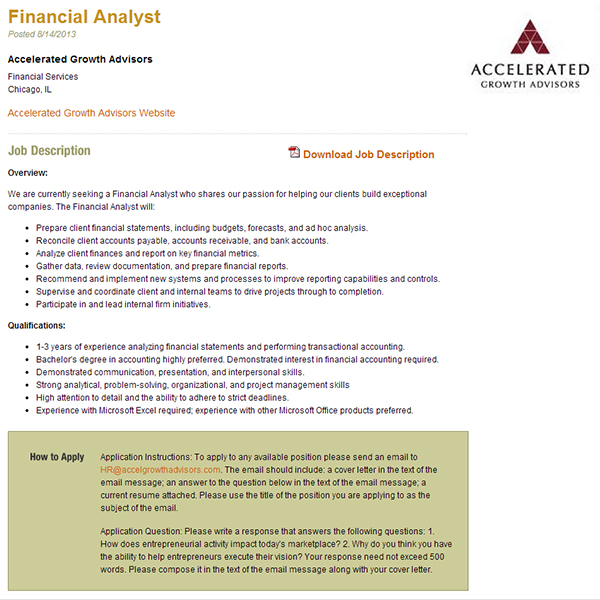 Financial Analyst
Posted 8/14/2013
Accelerated Growth Advisors
Financial Services
Chicago, IL
Accelerated Growth Advisors Website
ACCELERATED
GROWTH ADVISORS
Job Description
Download Job Description
Overview:
We are currently seeking a Financial Analyst who shares our passion for helping our clients build exceptional
companies. The Financial Analyst will:
• Prepare client financial statements, including budgets, forecasts, and ad hoc analysis.
• Reconcile client accounts payable, accounts receivable, and bank accounts.
• Analyze client finances and report on key financial metrics.
• Gather data, review documentation, and prepare financial reports.
• Recommend and implement new systems and processes to improve reporting capabilities and controls.
• Supervise and coordinate client and internal teams to drive projects through to completion.
• Participate in and lead internal firm initiatives.
Qualifications:
• 1-3 years of experience analyzing financial statements and performing transactional accounting.
• Bachelor's degree in accounting highly preferred. Demonstrated interest in financial accounting required.
• Demonstrated communication, presentation, and interpersonal skills.
• Strong analytical, problem-solving, organizational, and project management skills
• High attention to detail and the ability to adhere to strict deadlines.
• Experience with Microsoft Excel required; experience with other Microsoft Office products preferred.
How to Apply
Application Instructions: To apply to any available position please send an email to
HR@accelgrowthadvisors.com. The email should include: a cover letter in the text of the
email message; an answer to the question below in the text of the email message; a
current resume attached. Please use the title of the position you are applying to as the
subject of the email.
Application Question: Please write a response that answers the following questions: 1.
How does entrepreneurial activity impact today's marketplace? 2. Why do you think you have
the ability to help entrepreneurs execute their vision? Your response need not exceed 500
words. Please compose it in the text of the email message along with your cover letter.